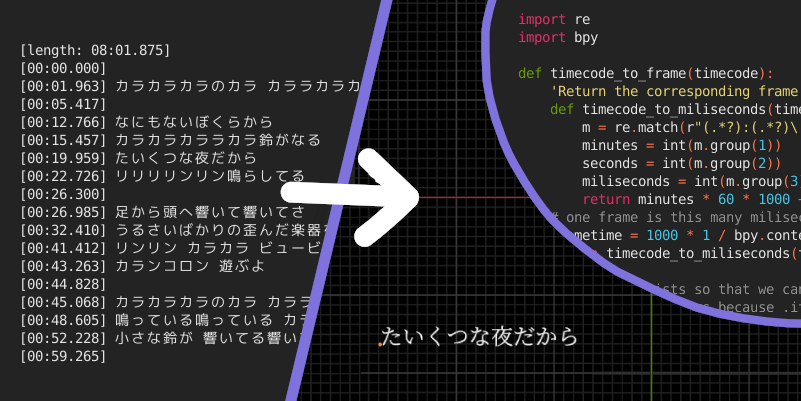 [length: 08:01.875]
[00:00.000]
[00:01.963] カラカラカラのカラ カララカラカ
[00:05.417]
[00:12.766] なにもないぼくらから
[00:15.457] カラカラカララカラ鈴がなる
[00:19.959] たいくつな夜だから
[00:22.726] リリリリンリン鳴らしてる
[00:26.300]
[00:26.985] 足から頭へ響いて響いてさ
[00:32.410] うるさいばかりの歪んだ楽器
[00:41.412] リンリン カラカラ ビュービ
[00:43.263] カランコロン 遊ぶよ
[00:44.828]
[00:45.068] カラカラカラのカラ カララ
[00:48.605] 鳴っている鳴っている カラ
[00:52.228] 小さな鈴が 響いてる響い
[00:59.265]
たいくつな夜だから
import re
import bpy
def timecode_to_frame(timecode):
'Return the corresponding frame
def timecode_to_miliseconds(time
m = re.match(r"(.*?):(.*?)\
minutes = int(m.group(1))
seconds = int(m.group(2))
miliseconds = int(m.group(3
return minutes * 60 * 1000 +
# one frame is this many milisec
metime = 1000 * 1 / bpy.conte
timecode_to_miliseconds(t
ists so that we can
because .i